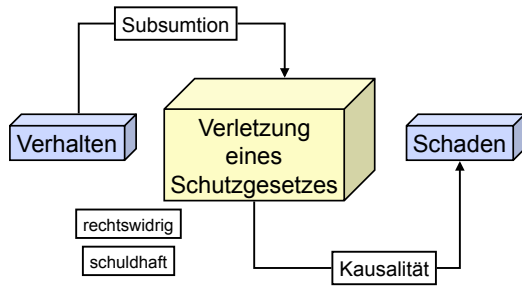 Subsumtion
Verhalten
Verletzung
eines
Schutzgesetzes
Schaden
rechtswidrig
schuldhaft
Kausalität